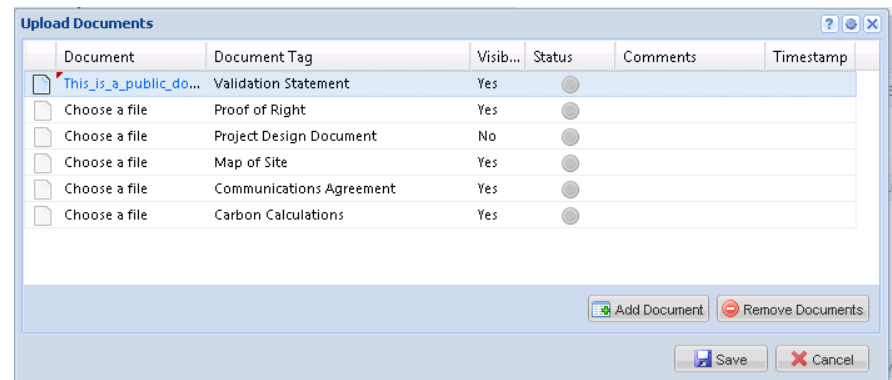 Upload Documents ?
Document Document Tag Visib... Status Comments Timestamp
This_is_a_public_do... Validation Statement Yes
Choose a file Proof of Right Yes
Choose a file Project Design Document No
Choose a file Map of Site Yes
Choose a file Communications Agreement Yes
Choose a file Carbon Calculations Yes
Add Document Remove Documents
Save Cancel